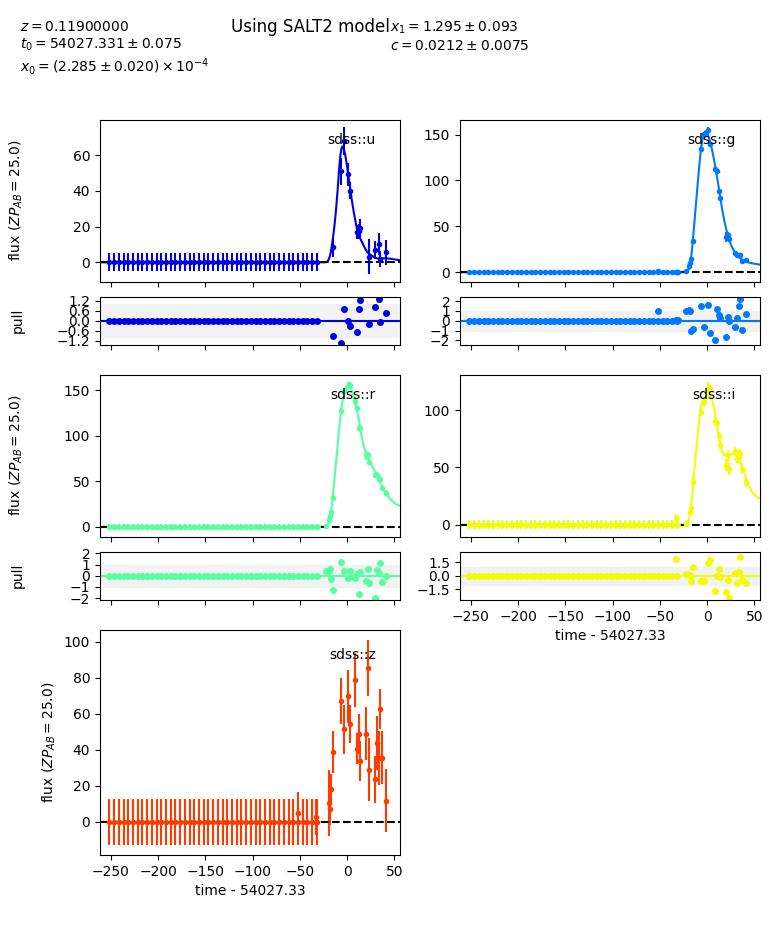 Using SALT2 model
z = 0.11900000
t₀ = 54027.331 ± 0.075
x₀ = (2.285 ± 0.020) × 10⁻⁴
x₁ = 1.295 ± 0.093
c = 0.0212 ± 0.0075
flux (ZP_AB = 25.0)
60
40
20
0
sdss::u
150
100
50
0
sdss::g
pull
1.2
0.6
0.0
−0.6
−1.2
2
1
0
−1
−2
flux (ZP_AB = 25.0)
150
100
50
0
sdss::r
100
50
0
sdss::i
pull
2
1
0
−1
−2
1.5
0.0
−1.5
−250 −200 −150 −100 −50 0 50
time - 54027.33
flux (ZP_AB = 25.0)
100
80
60
40
20
0
sdss::z
−250 −200 −150 −100 −50 0 50
time - 54027.33